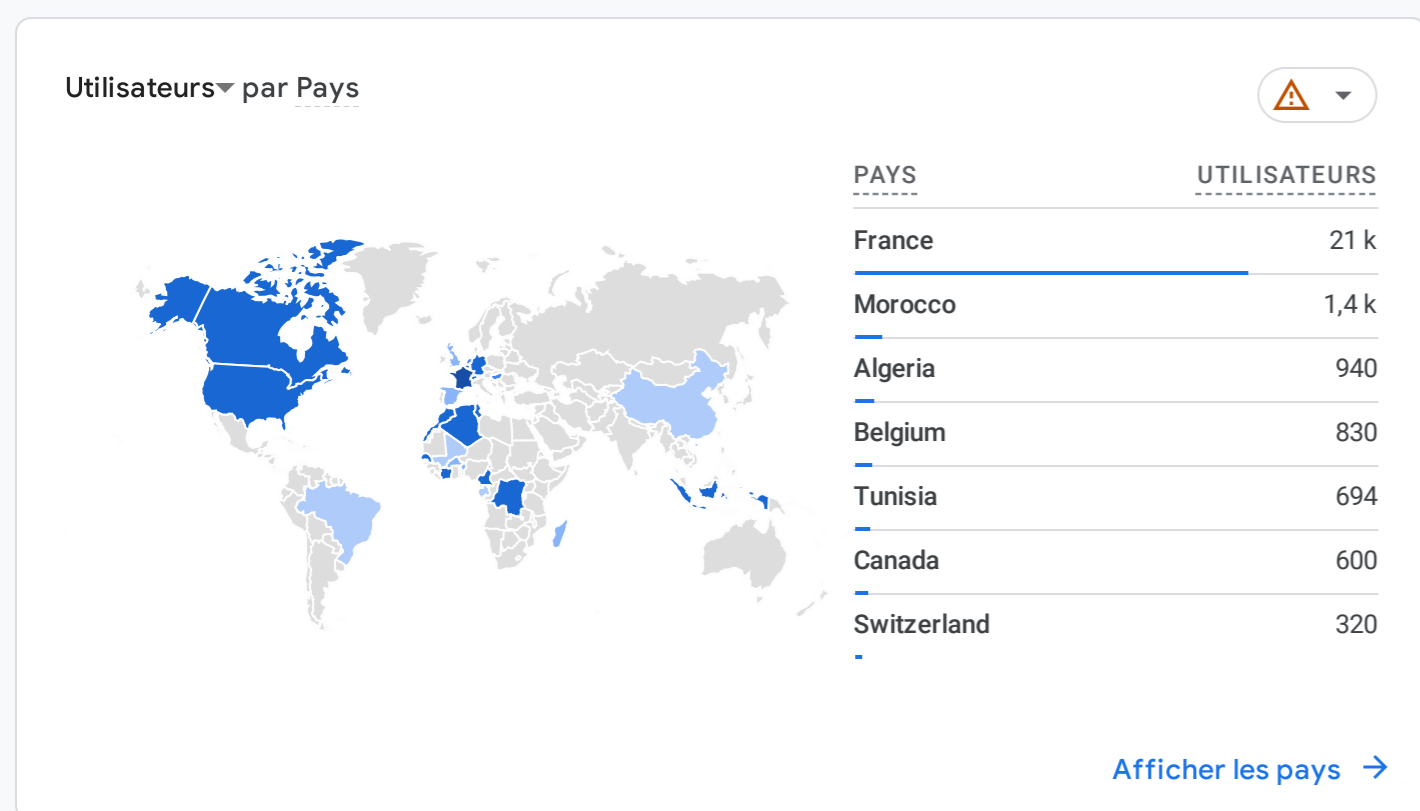 Utilisateurs par Pays
PAYS UTILISATEURS
France 21 k
Morocco 1,4 k
Algeria 940
Belgium 830
Tunisia 694
Canada 600
Switzerland 320
Afficher les pays